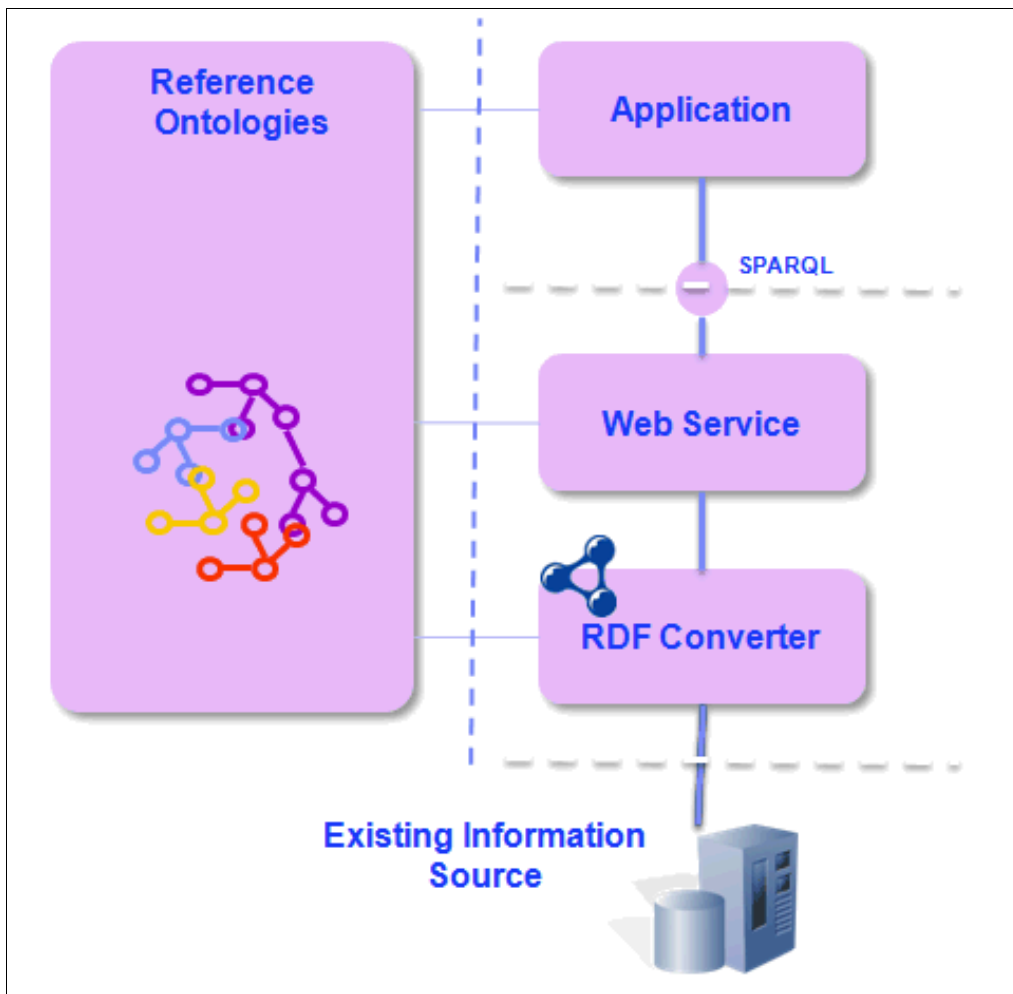 Reference
Ontologies
Application
SPARQL
Web Service
RDF Converter
Existing Information
Source